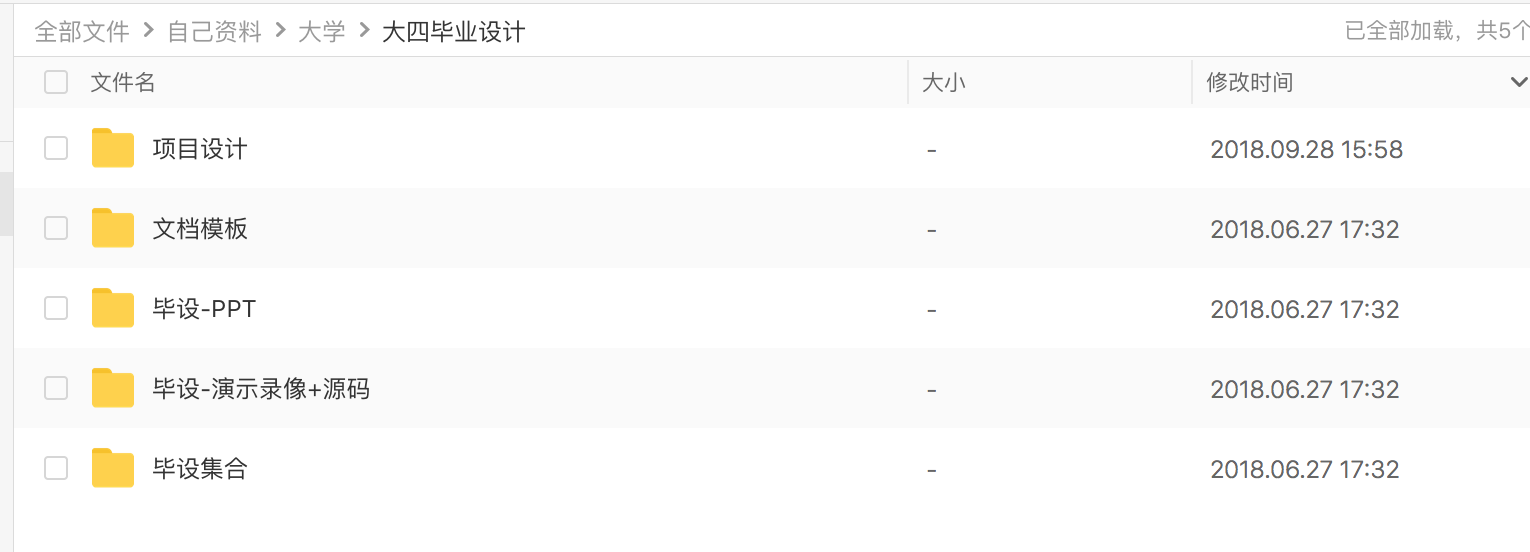 全部文件 > 自己资料 > 大学 > 大四毕业设计 已全部加载，共5个
文件名 大小 修改时间
项目设计 - 2018.09.28 15:58
文档模板 - 2018.06.27 17:32
毕设-PPT - 2018.06.27 17:32
毕设-演示录像+源码 - 2018.06.27 17:32
毕设集合 - 2018.06.27 17:32